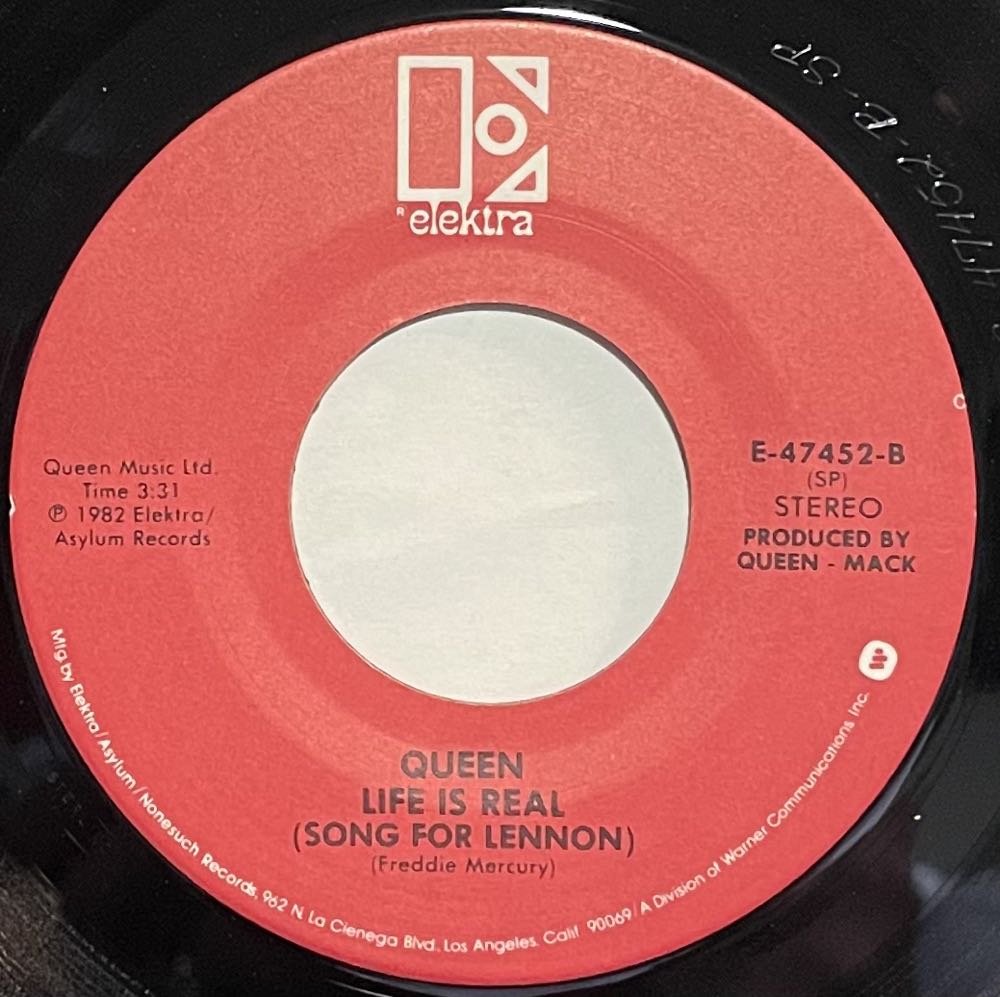 ® elektra
Queen Music Ltd.
Time 3:31
℗ 1982 Elektra/
Asylum Records
E-47452-B
(SP)
STEREO
PRODUCED BY
QUEEN - MACK
QUEEN
LIFE IS REAL
(SONG FOR LENNON)
(Freddie Mercury)
Mfg. by Elektra/Asylum/Nonesuch Records, 962 N. La Cienega Blvd., Los Angeles. Calif 90069/A Division of Warner Communications Inc.
47452-B-SP